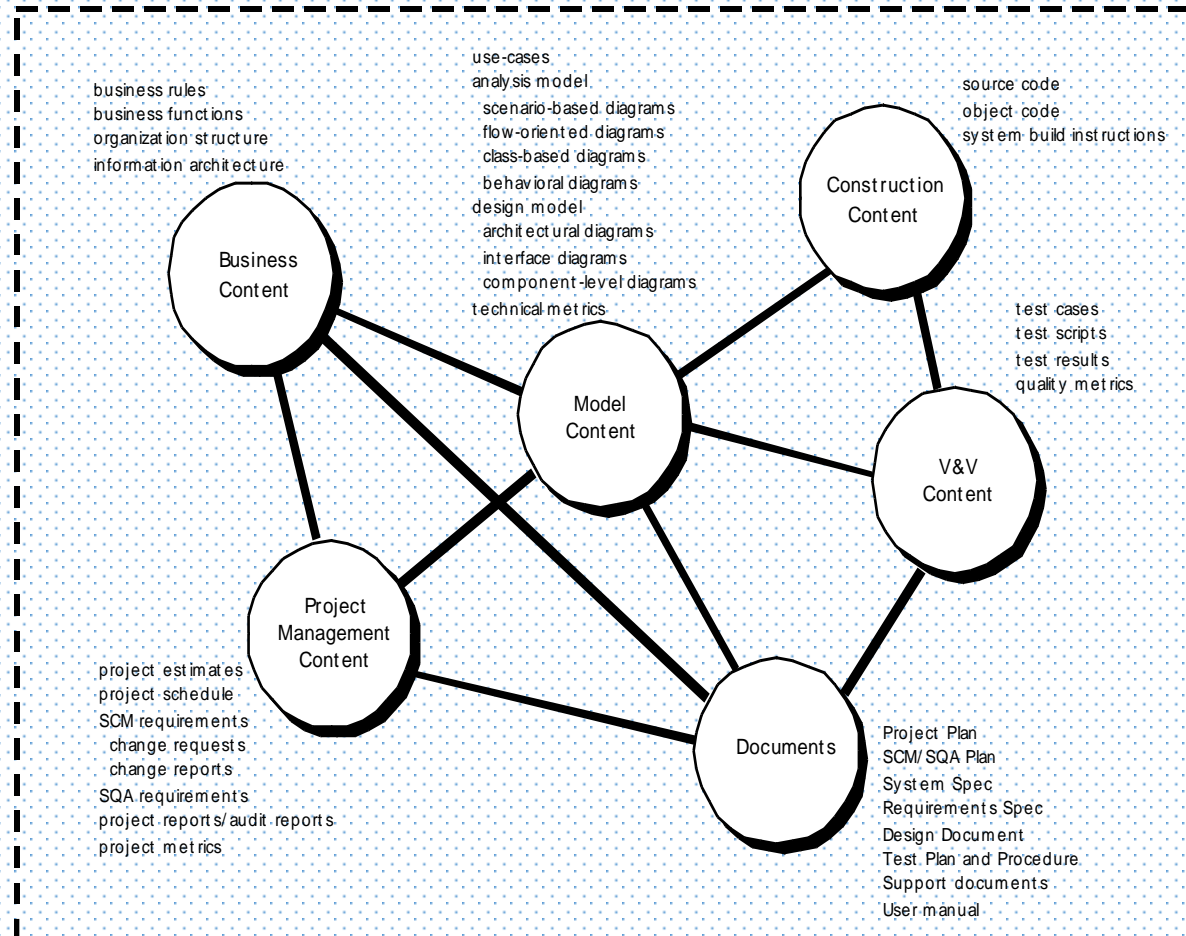 use-cases
analysis model
scenario-based diagrams
flow-oriented diagrams
class-based diagrams
behavioral diagrams
design model
architectural diagrams
interface diagrams
component-level diagrams
technical metrics
business rules
business functions
organization structure
information architecture
source code
object code
system build instructions
Construction
Content
Business
Content
test cases
test scripts
test results
quality metrics
Model
Content
V&V
Content
Project
Management
Content
project estimates
project schedule
SCM requirements
change requests
change reports
SQA requirements
project reports/audit reports
project metrics
Documents
Project Plan
SCM/SQA Plan
System Spec
Requirements Spec
Design Document
Test Plan and Procedure
Support documents
User manual